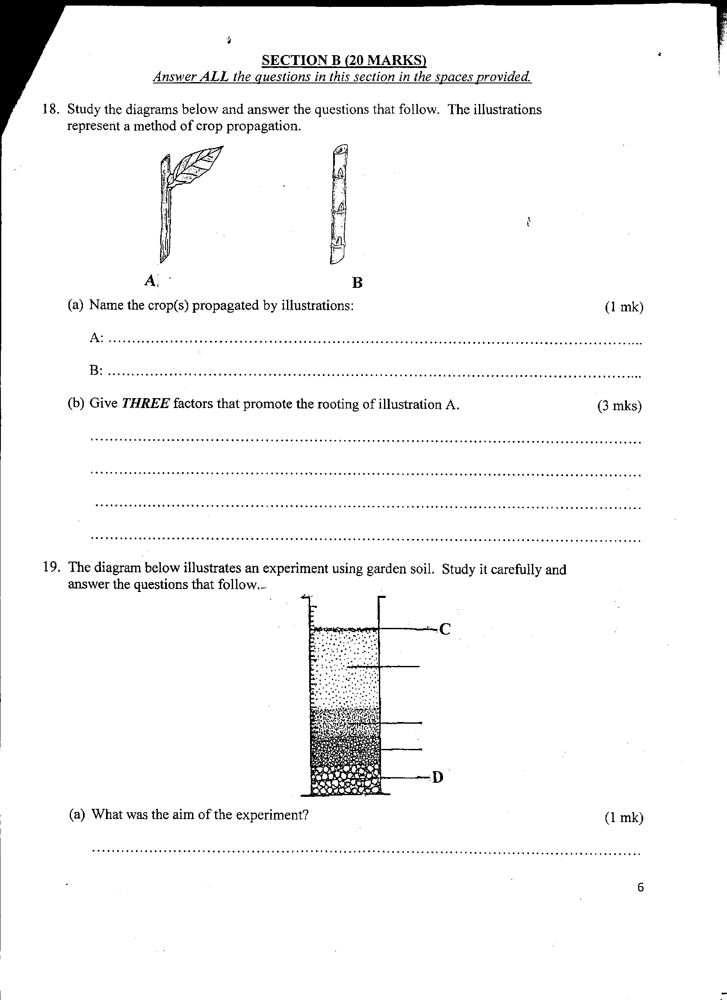 SECTION B (20 MARKS)
Answer ALL the questions in this section in the spaces provided.
18. Study the diagrams below and answer the questions that follow. The illustrations
represent a method of crop propagation.
A
B
(a) Name the crop(s) propagated by illustrations:
(1 mk)
A: ..........................................................................................
B: ..........................................................................................
(b) Give THREE factors that promote the rooting of illustration A.
(3 mks)
..........................................................................................
..........................................................................................
..........................................................................................
..........................................................................................
19. The diagram below illustrates an experiment using garden soil. Study it carefully and
answer the questions that follow.
C
D
(a) What was the aim of the experiment?
(1 mk)
..........................................................................................
6